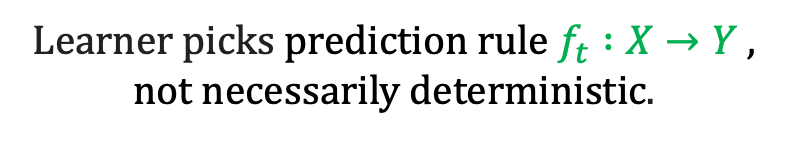 Learner picks prediction rule f_t : X → Y ,
not necessarily deterministic.